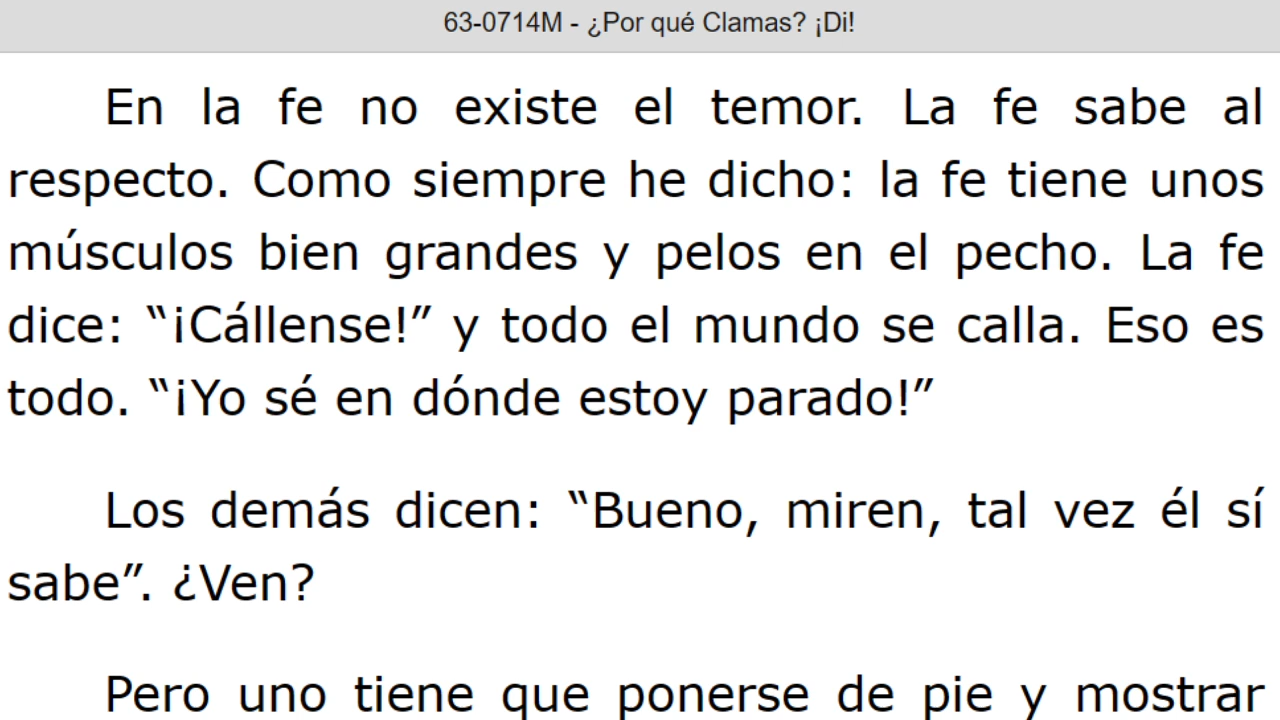 63-0714M - ¿Por qué Clamas? ¡Di!
En la fe no existe el temor. La fe sabe al
respecto. Como siempre he dicho: la fe tiene unos
músculos bien grandes y pelos en el pecho. La fe
dice: “¡Cállense!” y todo el mundo se calla. Eso es
todo. “¡Yo sé en dónde estoy parado!”
Los demás dicen: “Bueno, miren, tal vez él sí
sabe”. ¿Ven?
Pero uno tiene que ponerse de pie y mostrar